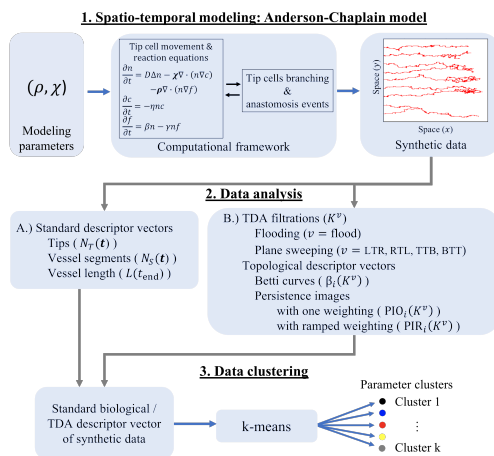 1. Spatio-temporal modeling: Anderson-Chaplain model
(ρ, χ)
Modeling
parameters
Tip cell movement &
reaction equations
∂n/∂t = DΔn − χ∇ · (n∇c)
−ρ∇ · (n∇f)
∂c/∂t = −ηnc
∂f/∂t = βn − γnf
Tip cells branching
&
anastomosis events
Computational framework
Space (y)
Space (x)
Synthetic data
2. Data analysis
A.) Standard descriptor vectors
Tips (N_T(t))
Vessel segments (N_S(t))
Vessel length (L(t_end))
B.) TDA filtrations (K^v)
Flooding (v = flood)
Plane sweeping (v = LTR, RTL, TTB, BTT)
Topological descriptor vectors
Betti curves (β_i(K^v))
Persistence images
with one weighting (PIO_i(K^v))
with ramped weighting (PIR_i(K^v))
3. Data clustering
Standard biological /
TDA descriptor vector
of synthetic data
k-means
Parameter clusters
Cluster 1
⋮
Cluster k